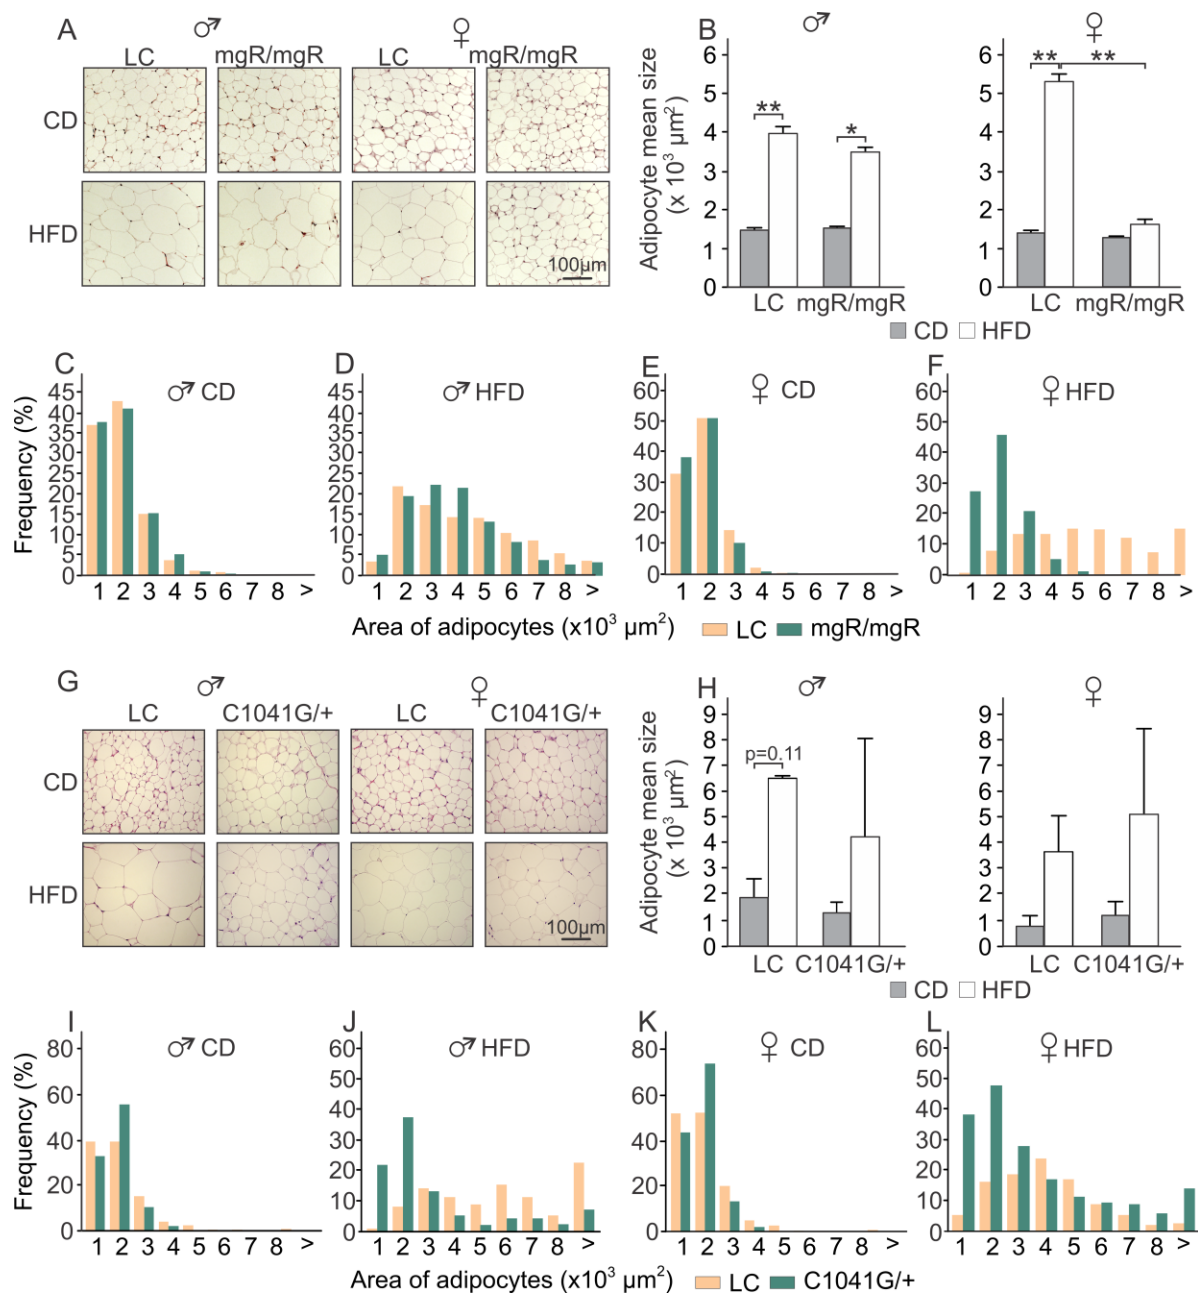 A ♂ ♀
LC mgR/mgR LC mgR/mgR
CD
HFD
100µm
B ♂ ♀
Adipocyte mean size
(x 10³ µm²)
6
5
4
3
2
1
0
** *
LC mgR/mgR
6
5
4
3
2
1
0
** **
LC mgR/mgR
CD HFD
C ♂ CD
Frequency (%)
45
40
35
30
25
20
15
10
5
0
1 2 3 4 5 6 7 8 >
D ♂ HFD
45
40
35
30
25
20
15
10
5
0
1 2 3 4 5 6 7 8 >
E ♀ CD
60
50
40
30
20
10
0
1 2 3 4 5 6 7 8 >
F ♀ HFD
60
50
40
30
20
10
0
1 2 3 4 5 6 7 8 >
Area of adipocytes (x10³ µm²) LC mgR/mgR
G ♂ ♀
LC C1041G/+ LC C1041G/+
CD
HFD
100µm
H ♂ ♀
Adipocyte mean size
(x 10³ µm²)
9
8
7
6
5
4
3
2
1
0
p=0.11
LC C1041G/+
9
8
7
6
5
4
3
2
1
0
LC C1041G/+
CD HFD
I ♂ CD
Frequency (%)
80
60
40
20
0
1 2 3 4 5 6 7 8 >
J ♂ HFD
60
50
40
30
20
10
0
1 2 3 4 5 6 7 8 >
K ♀ CD
80
60
40
20
0
1 2 3 4 5 6 7 8 >
L ♀ HFD
60
50
40
30
20
10
0
1 2 3 4 5 6 7 8 >
Area of adipocytes (x10³ µm²) LC C1041G/+